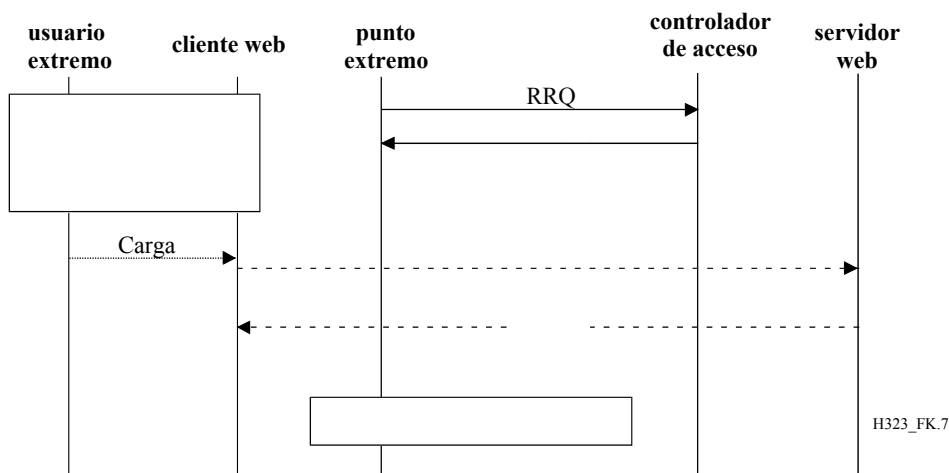 usuario
extremo
cliente web
punto
extremo
controlador
de acceso
servidor
web
RRQ
Carga
H323_FK.7